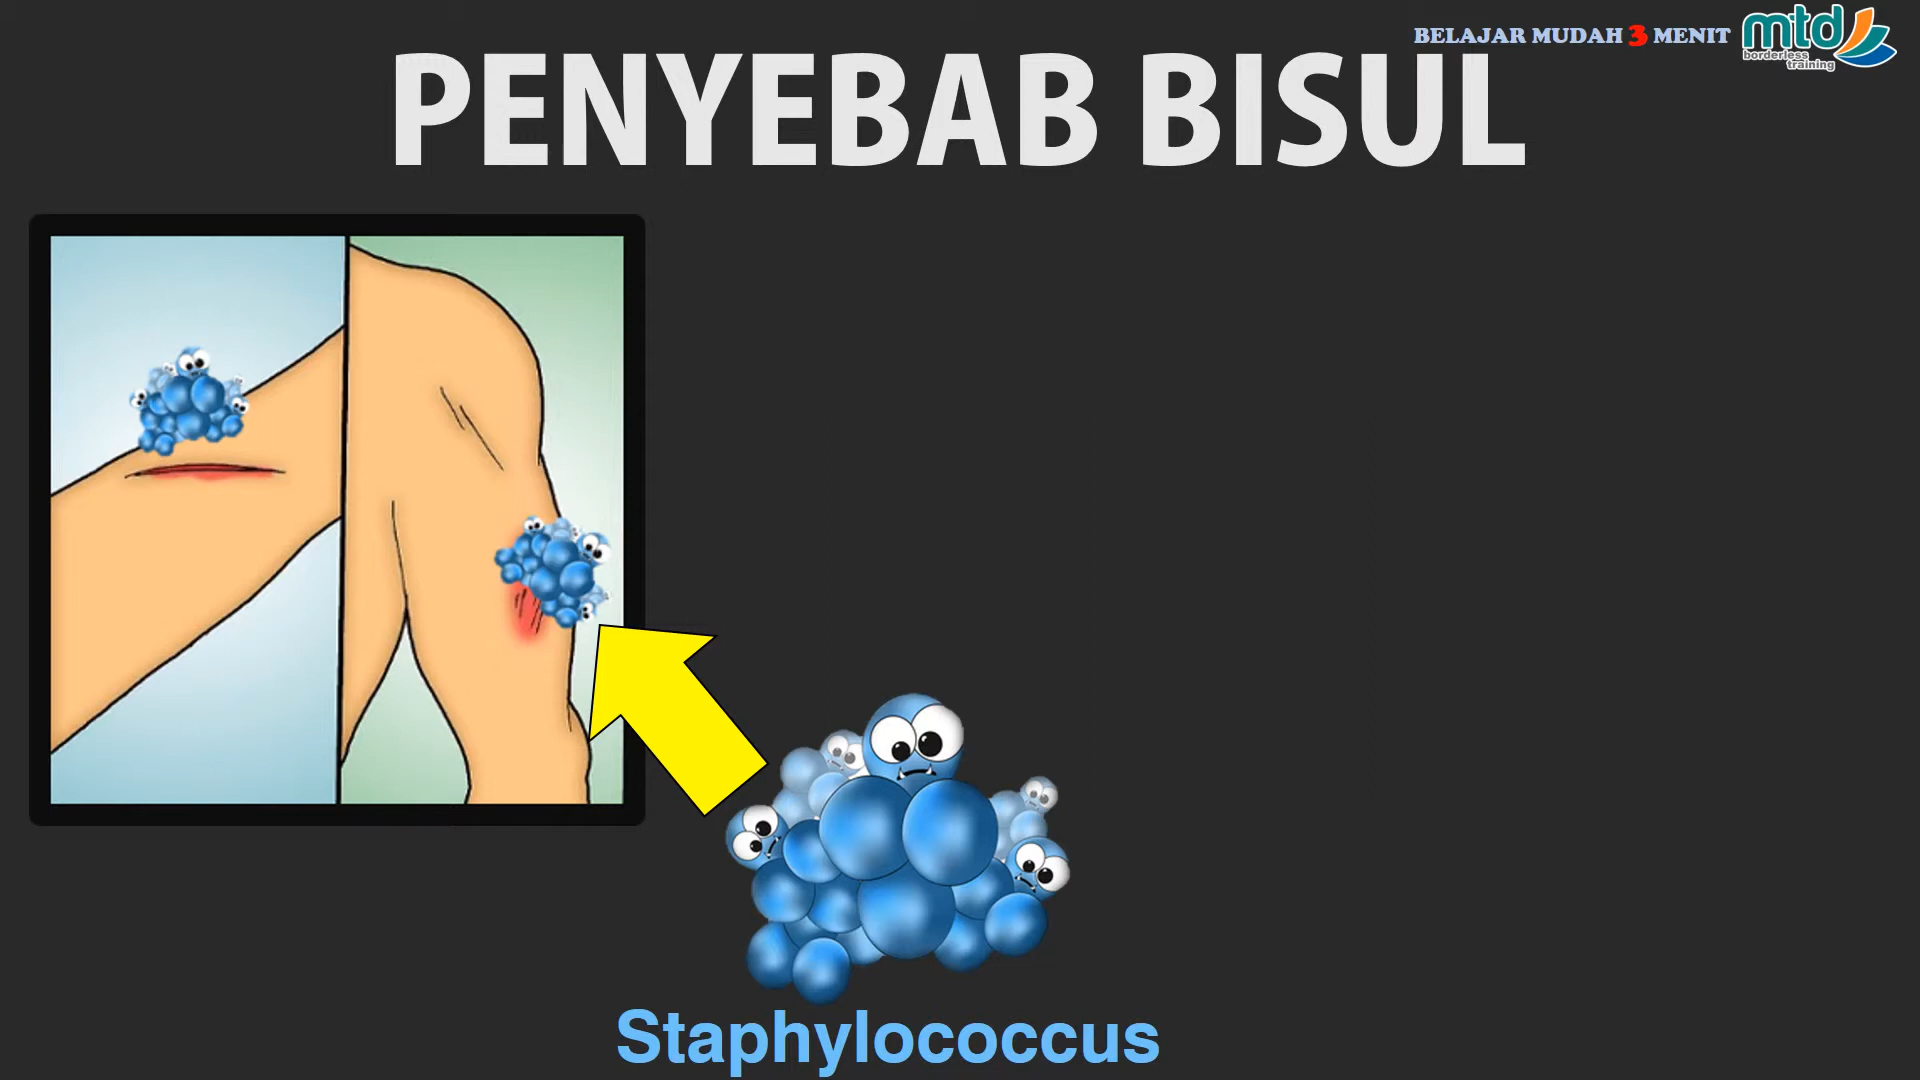 BELAJAR MUDAH 3 MENIT
mtd
borderless
training
PENYEBAB BISUL
Staphylococcus